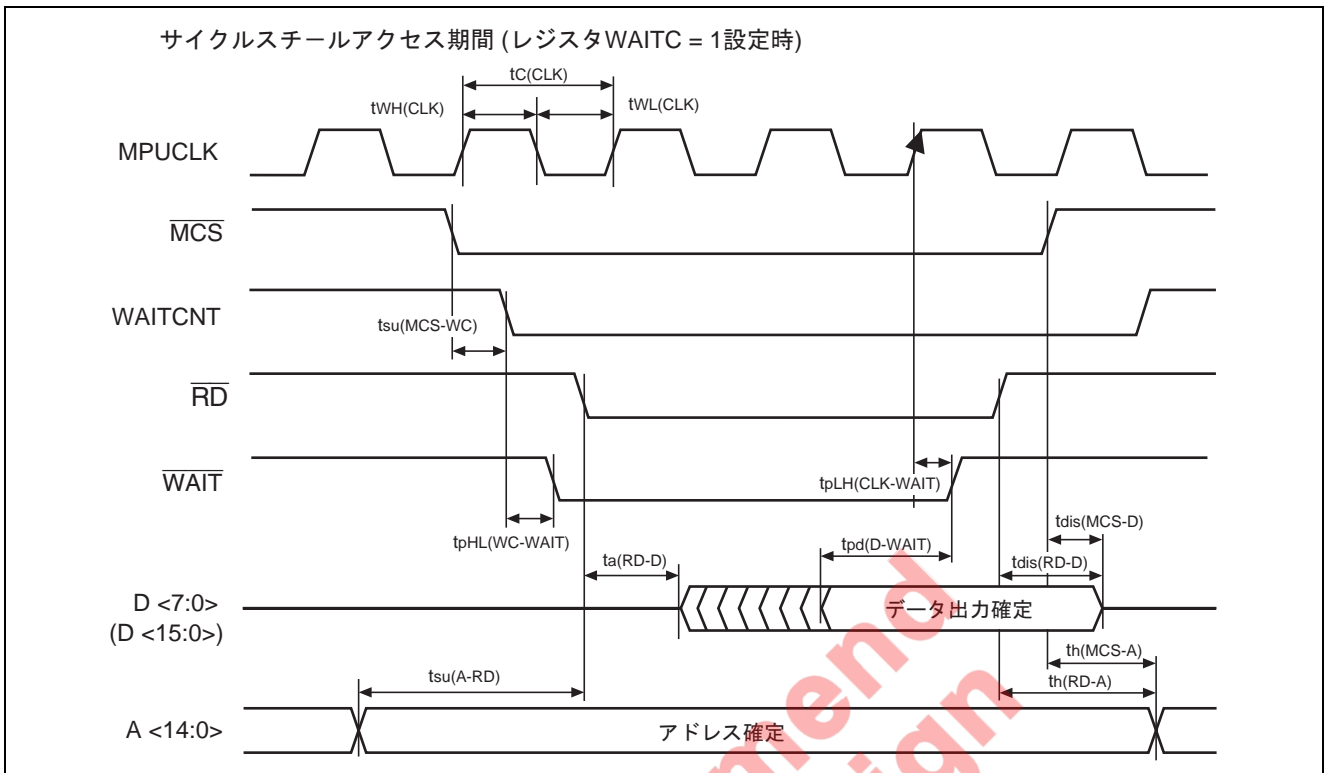 サイクルスチールアクセス期間 (レジスタWAITC = 1設定時)
tC(CLK)
tWH(CLK)
tWL(CLK)
MPUCLK
MCS
WAITCNT
tsu(MCS-WC)
RD
WAIT
tpLH(CLK-WAIT)
tpHL(WC-WAIT)
tdis(MCS-D)
tpd(D-WAIT)
ta(RD-D)
tdis(RD-D)
D <7:0>
(D <15:0>)
データ出力確定
th(MCS-A)
tsu(A-RD)
th(RD-A)
A <14:0>
アドレス確定
mend
sign